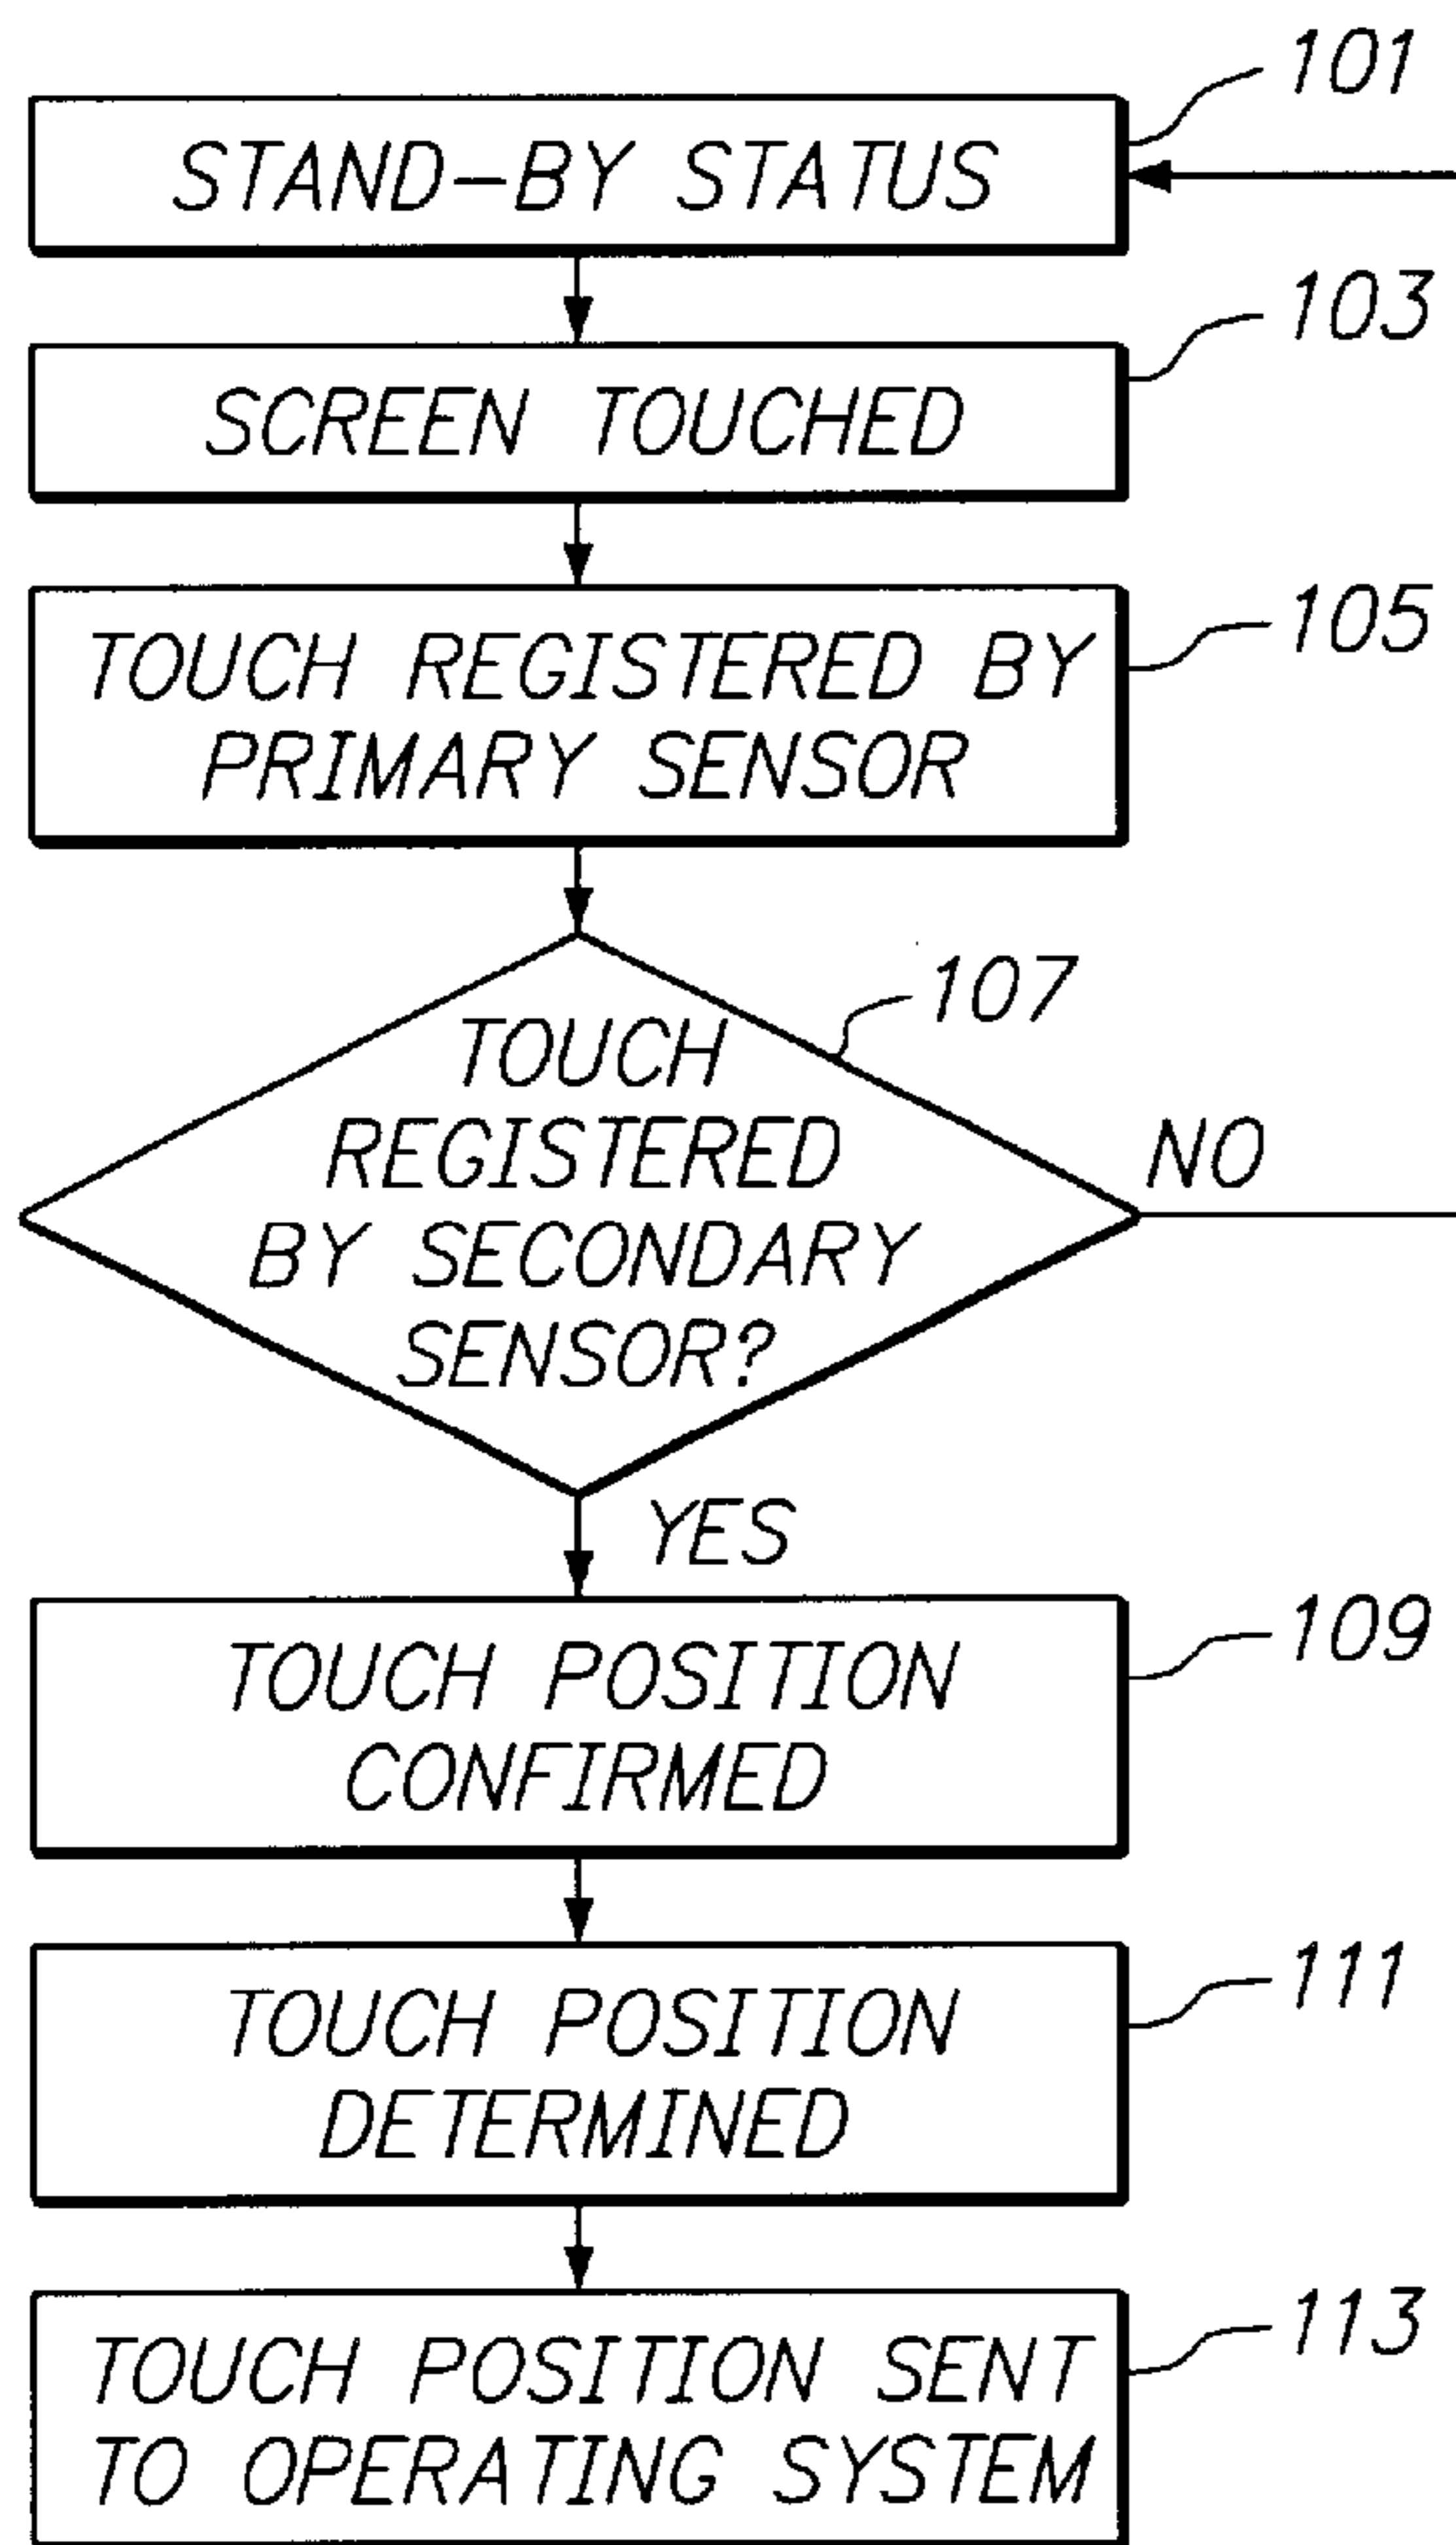 101
STAND-BY STATUS
103
SCREEN TOUCHED
105
TOUCH REGISTERED BY
PRIMARY SENSOR
107
TOUCH
REGISTERED
BY SECONDARY
SENSOR?
NO
YES
109
TOUCH POSITION
CONFIRMED
111
TOUCH POSITION
DETERMINED
113
TOUCH POSITION SENT
TO OPERATING SYSTEM